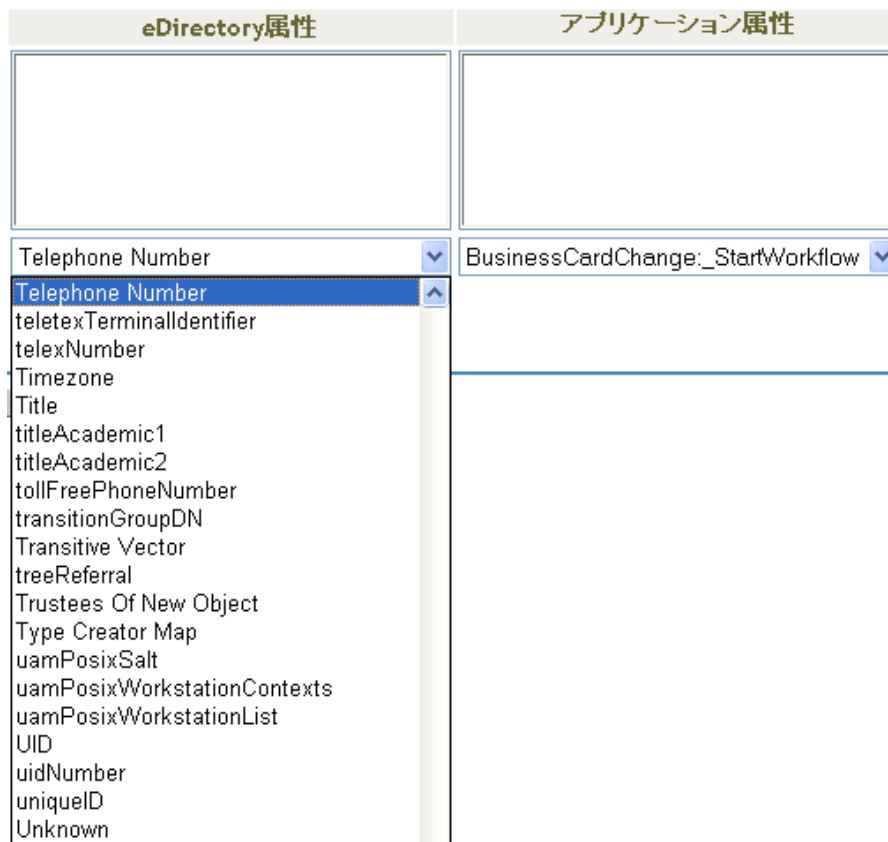 eDirectory属性
アプリケーション属性
Telephone Number
BusinessCardChange:_StartWorkflow
Telephone Number
teletexTerminalIdentifier
telexNumber
Timezone
Title
titleAcademic1
titleAcademic2
tollFreePhoneNumber
transitionGroupDN
Transitive Vector
treeReferral
Trustees Of New Object
Type Creator Map
uamPosixSalt
uamPosixWorkstationContexts
uamPosixWorkstationList
UID
uidNumber
uniqueID
Unknown